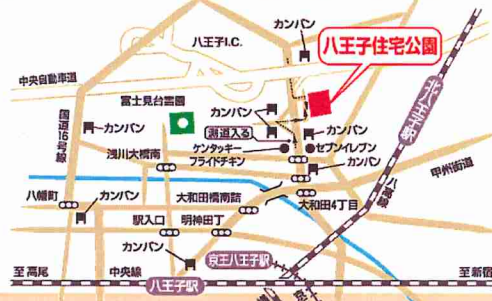 カンバン
八王子I.C.
八王子住宅公園
中央自動車道
富士見台霊園
カンバン
北八王子駅
国道16号線
カンバン
側道入る
カンバン
浅川大橋南
ケンタッキー
フライドチキン
セブンイレブン
カンバン
甲州街道
八高線
八幡町
カンバン
大和田橋南詰
大和田4丁目
駅入口
明神田丁
カンバン
京王八王子駅
至高尾
中央線
八王子駅
至新宿